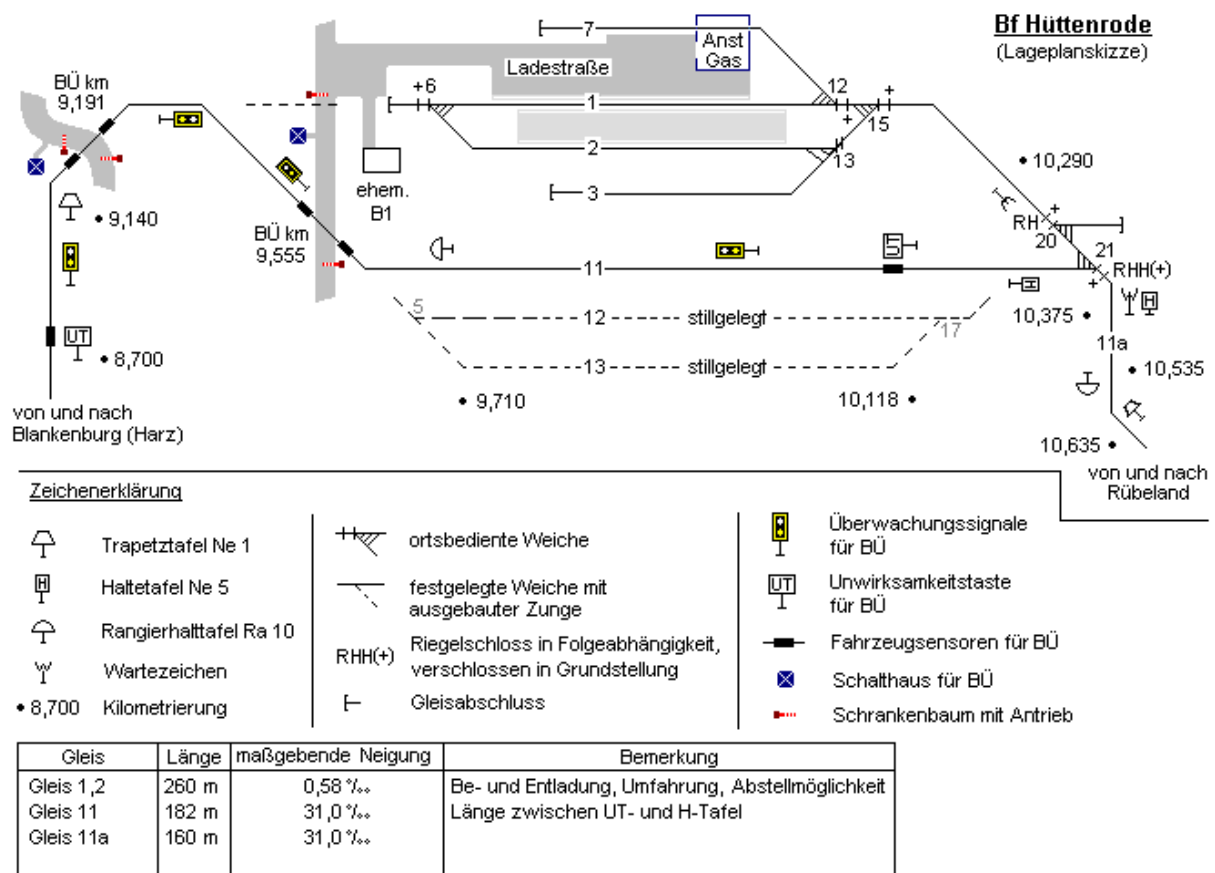 Bf Hüttenrode
(Lageplanskizze)
7
Anst
Gas
Ladestraße
BÜ km
9,191
+6
1
12
+
+
15
2
13
3
ehem.
B1
10,290
9,140
BÜ km
9,555
RH
+
20
21
RHH(+)
+
11
UT
H
H
5
12
stillgelegt
17
10,375
11a
UT
8,700
13
stillgelegt
10,535
9,710
10,118
10,635
von und nach
Blankenburg (Harz)
von und nach
Rübeland
Zeichenerklärung
Trapetztafel Ne 1
H
Haltetafel Ne 5
Rangierhalttafel Ra 10
Wartezeichen
8,700 Kilometrierung
ortsbediente Weiche
festgelegte Weiche mit
ausgebauter Zunge
RHH(+)
Riegelschloss in Folgeabhängigkeit,
verschlossen in Grundstellung
Gleisabschluss
Überwachungssignale
für BÜ
UT
Unwirksamkeitstaste
für BÜ
Fahrzeugsensoren für BÜ
Schalthaus für BÜ
Schrankenbaum mit Antrieb
Gleis Länge maßgebende Neigung Bemerkung
Gleis 1,2 260 m 0,58 ‰ Be- und Entladung, Umfahrung, Abstellmöglichkeit
Gleis 11 182 m 31,0 ‰ Länge zwischen UT- und H-Tafel
Gleis 11a 160 m 31,0 ‰